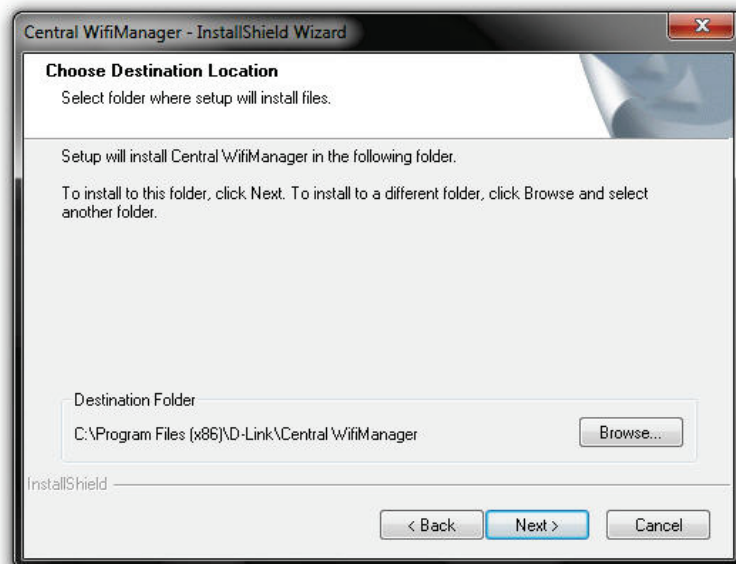 Central WifiManager - InstallShield Wizard
Choose Destination Location
Select folder where setup will install files.
Setup will install Central WifiManager in the following folder.
To install to this folder, click Next. To install to a different folder, click Browse and select
another folder.
Destination Folder
C:\Program Files (x86)\D-Link\Central WifiManager
Browse...
InstallShield
< Back
Next >
Cancel